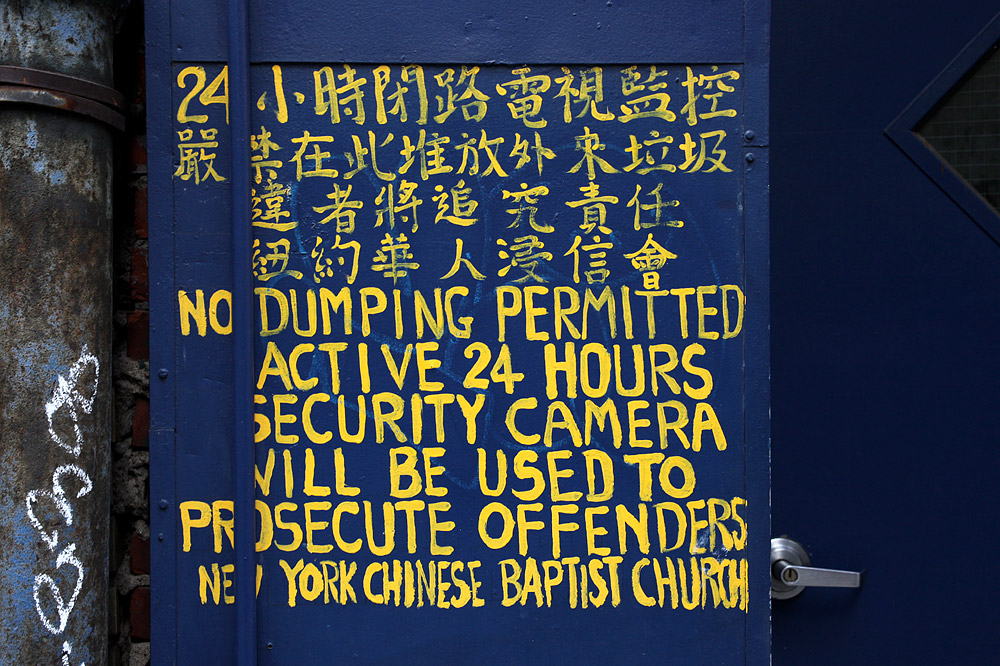 24小時閉路電視監控
嚴禁在此堆放外來垃圾
違者將追究責任
紐約華人浸信會
NO DUMPING PERMITTED
ACTIVE 24 HOURS
SECURITY CAMERA
WILL BE USED TO
PROSECUTE OFFENDERS
NEW YORK CHINESE BAPTIST CHURCH